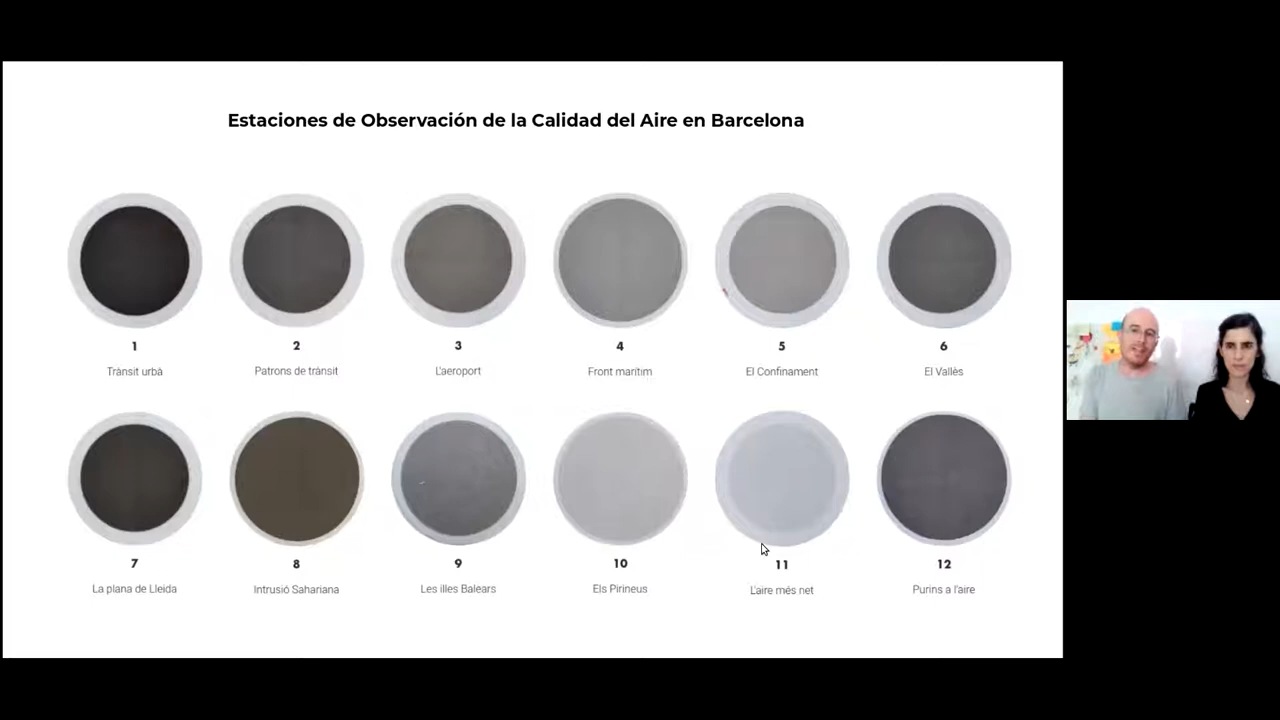 Estaciones de Observación de la Calidad del Aire en Barcelona
1
2
3
4
5
6
Trànsit urbà
Patrons de trànsit
L'aeroport
Front marítim
El Confinament
El Vallès
7
8
9
10
11
12
La plana de Lleida
Intrusió Sahariana
Les illes Balears
Els Pirineus
L'aire més net
Purins a l'aire